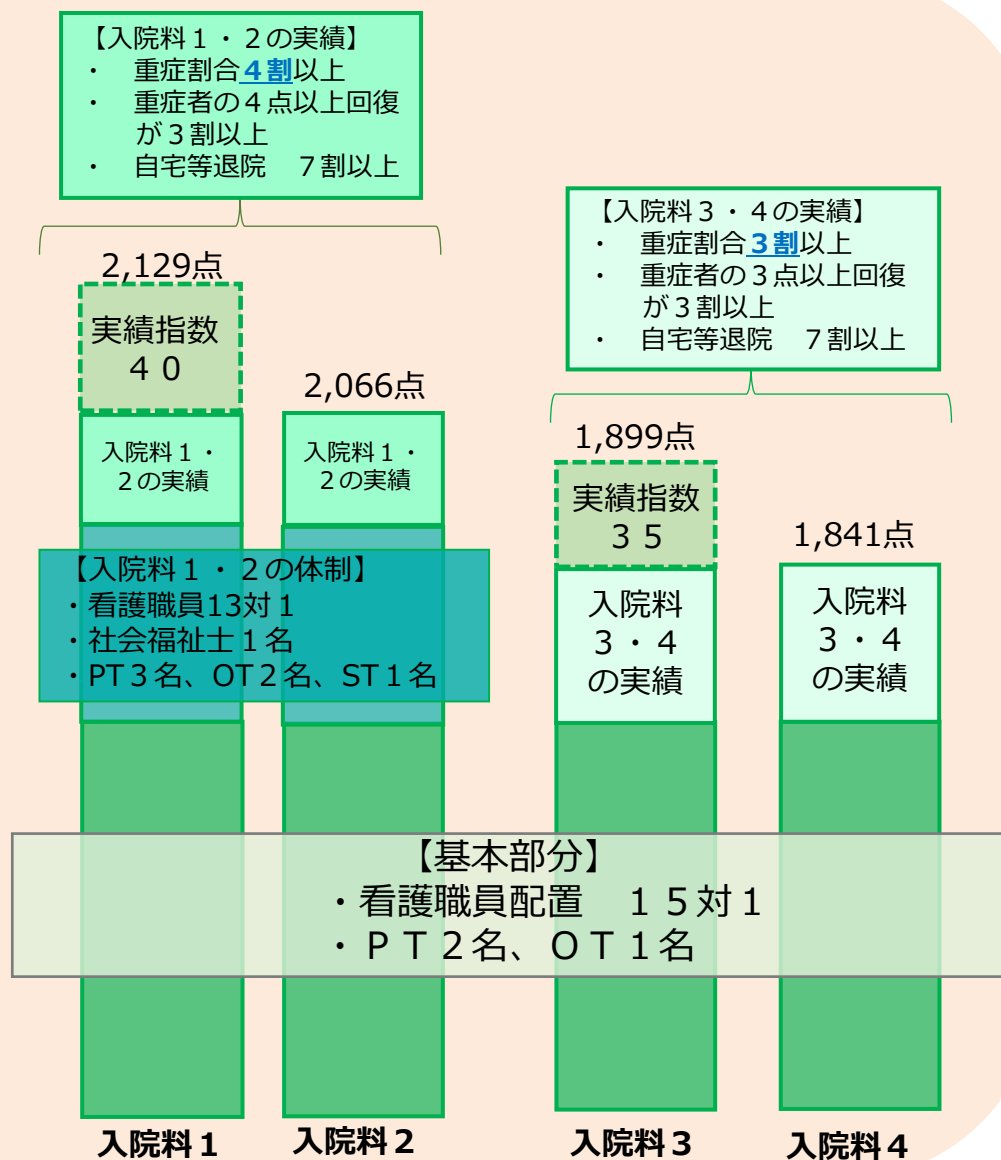 【入院料１・２の実績】
・　重症割合４割以上
・　重症者の４点以上回復
が３割以上
・　自宅等退院　７割以上
【入院料３・４の実績】
・　重症割合３割以上
・　重症者の３点以上回復
が３割以上
・　自宅等退院　７割以上
2,129点
実績指数
４０
2,066点
入院料１・
２の実績
入院料１・
２の実績
1,899点
実績指数
３５
1,841点
入院料
３・４
の実績
入院料
３・４
の実績
【入院料１・２の体制】
・看護職員13対１
・社会福祉士１名
・PT３名、OT２名、ST１名
【基本部分】
・看護職員配置　１５対１
・ＰＴ２名、ＯＴ１名
入院料１
入院料２
入院料３
入院料４